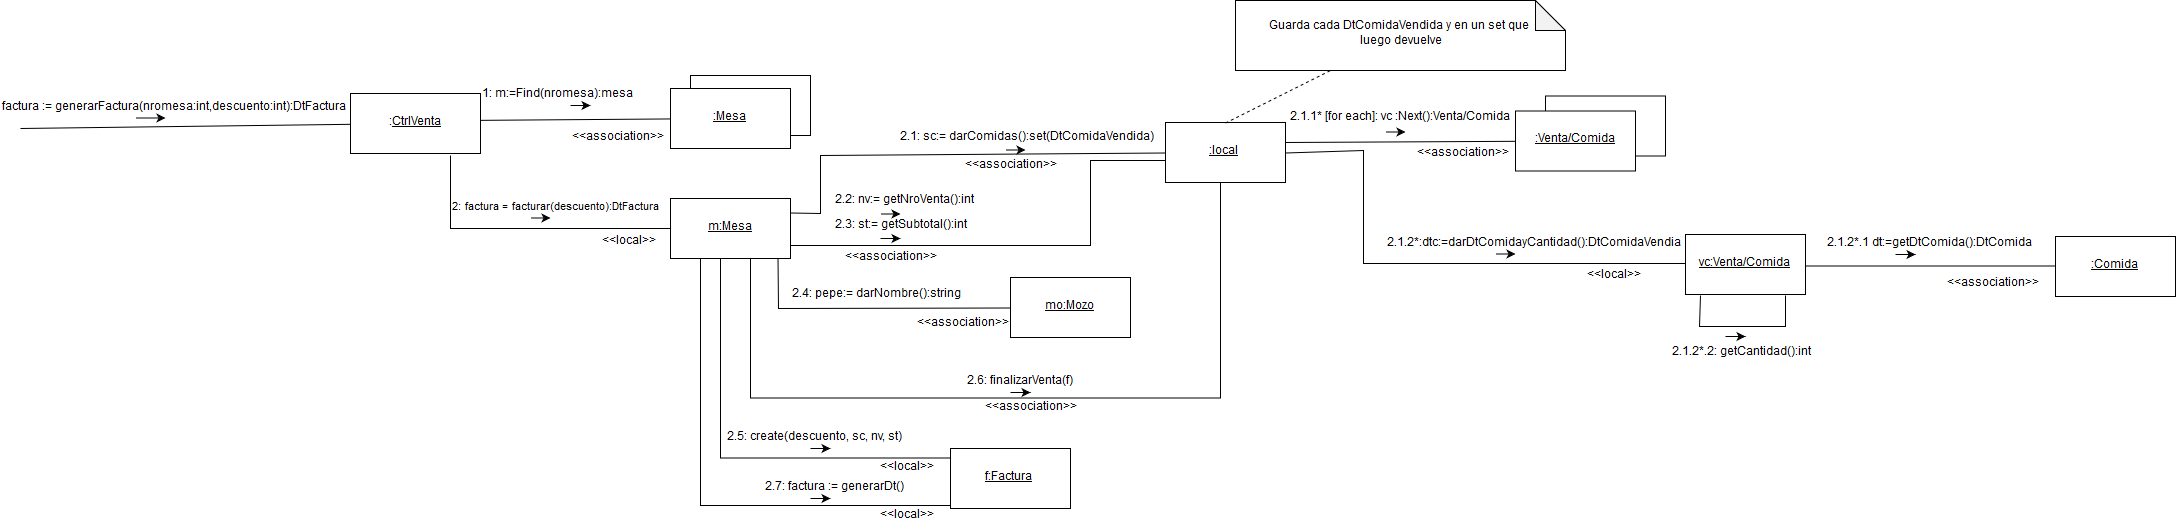 Guarda cada DtComidaVendida y en un set que
luego devuelve
factura := generarFactura(nromesa:int,descuento:int):DtFactura
:CtrlVenta
1: m:=Find(nromesa):mesa
<<association>>
:Mesa
2.1: sc:= darComidas():set(DtComidaVendida)
<<association>>
:local
2.1.1* [for each]: vc :Next():Venta/Comida
<<association>>
:Venta/Comida
2: factura = facturar(descuento):DtFactura
<<local>>
m:Mesa
2.2: nv:= getNroVenta():int
2.3: st:= getSubtotal():int
<<association>>
2.1.2*:dtc:=darDtComidayCantidad():DtComidaVendia
<<local>>
vc:Venta/Comida
2.1.2*.1 dt:=getDtComida():DtComida
<<association>>
:Comida
2.1.2*.2: getCantidad():int
2.4: pepe:= darNombre():string
<<association>>
mo:Mozo
2.6: finalizarVenta(f)
<<association>>
2.5: create(descuento, sc, nv, st)
<<local>>
f:Factura
2.7: factura := generarDt()
<<local>>